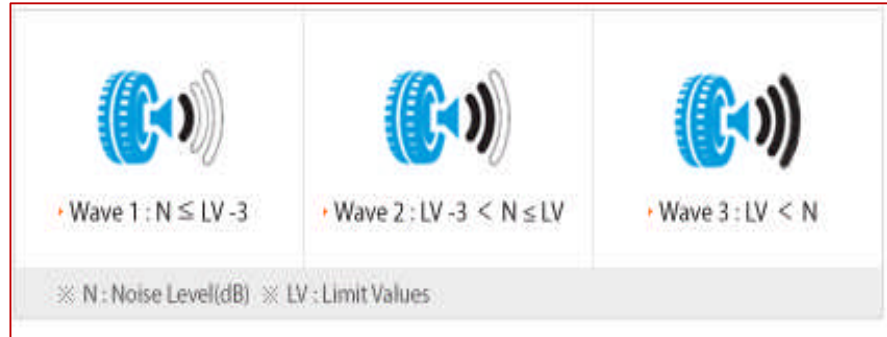 Wave 1 : N ≤ LV -3
Wave 2 : LV -3 < N ≤ LV
Wave 3 : LV < N
※ N : Noise Level(dB) ※ LV : Limit Values